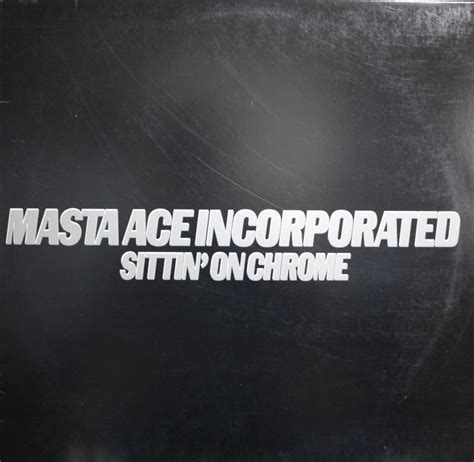 MASTA ACE INCORPORATED
SITTIN' ON CHROME